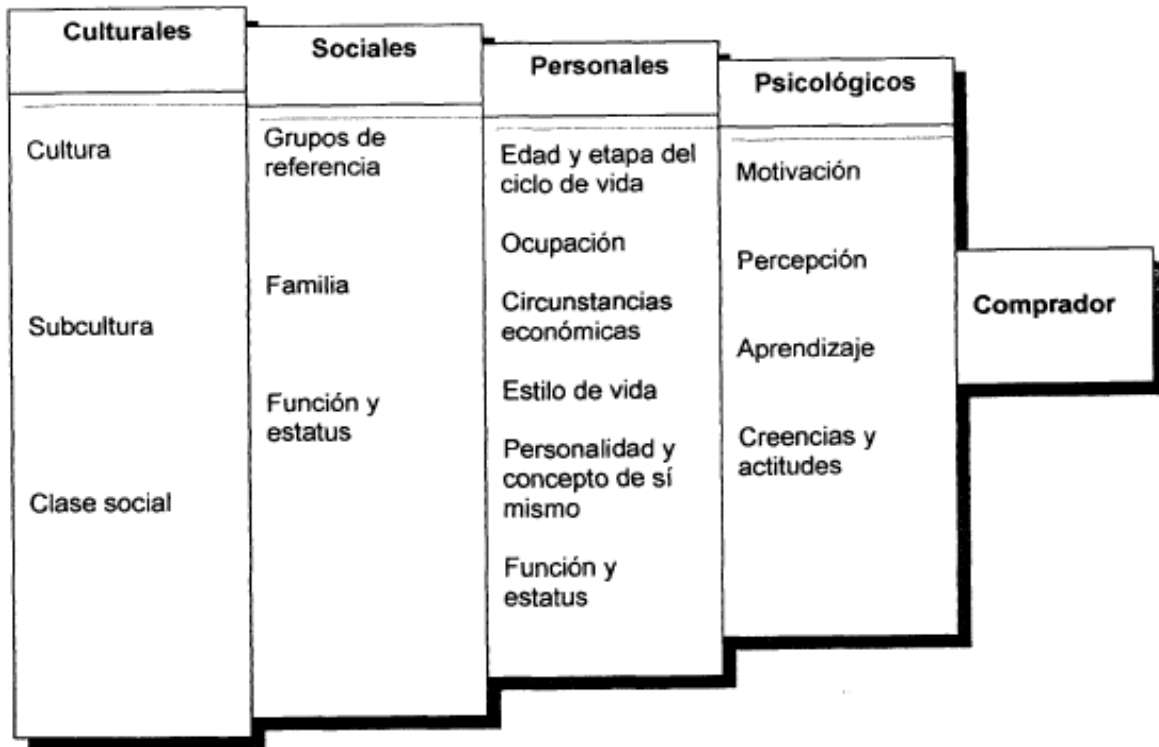 Culturales
Cultura
Subcultura
Clase social
Sociales
Grupos de
referencia
Familia
Función y
estatus
Personales
Edad y etapa del
ciclo de vida
Ocupación
Circunstancias
económicas
Estilo de vida
Personalidad y
concepto de sí
mismo
Función y
estatus
Psicológicos
Motivación
Percepción
Aprendizaje
Creencias y
actitudes
Comprador